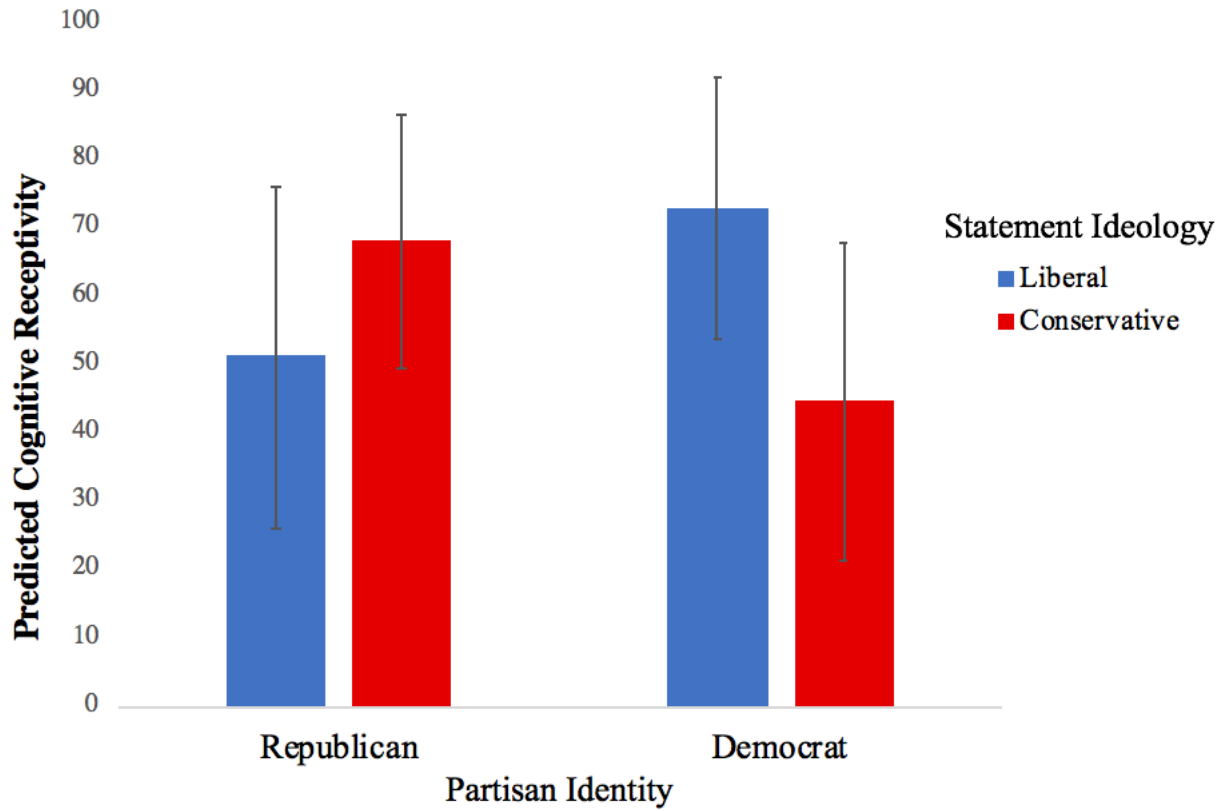 100
90
80
70
60
50
40
30
20
10
0
Predicted Cognitive Receptivity
Republican
Democrat
Partisan Identity
Statement Ideology
Liberal
Conservative